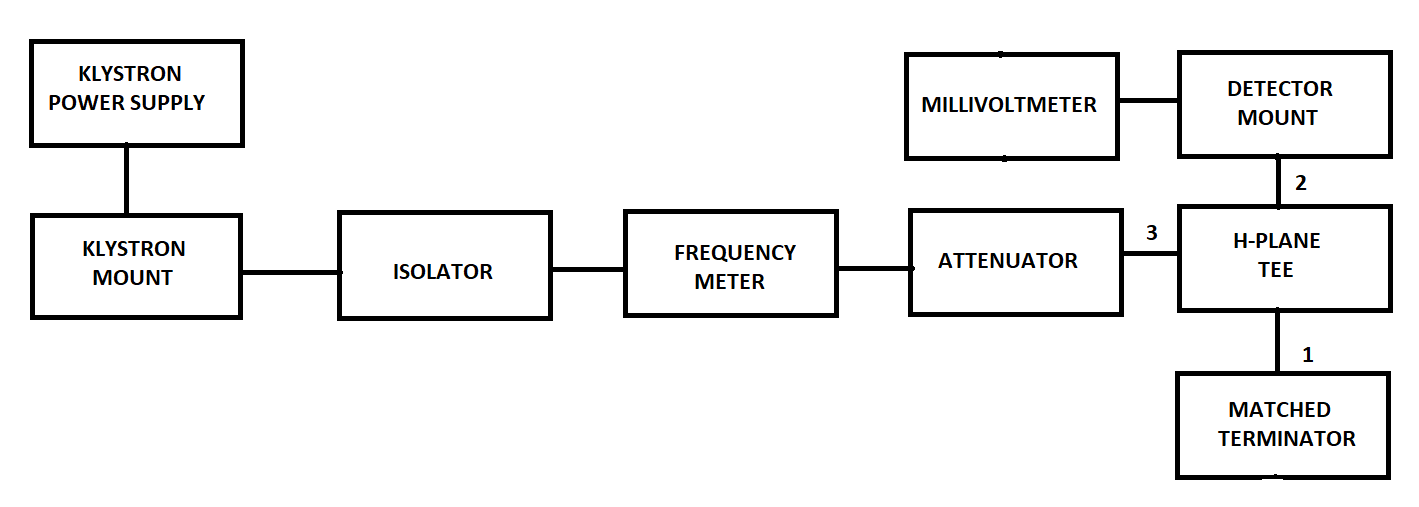 KLYSTRON
POWER SUPPLY
MILLIVOLTMETER
DETECTOR
MOUNT
2
KLYSTRON
MOUNT
ISOLATOR
FREQUENCY
METER
ATTENUATOR
3
H-PLANE
TEE
1
MATCHED
TERMINATOR